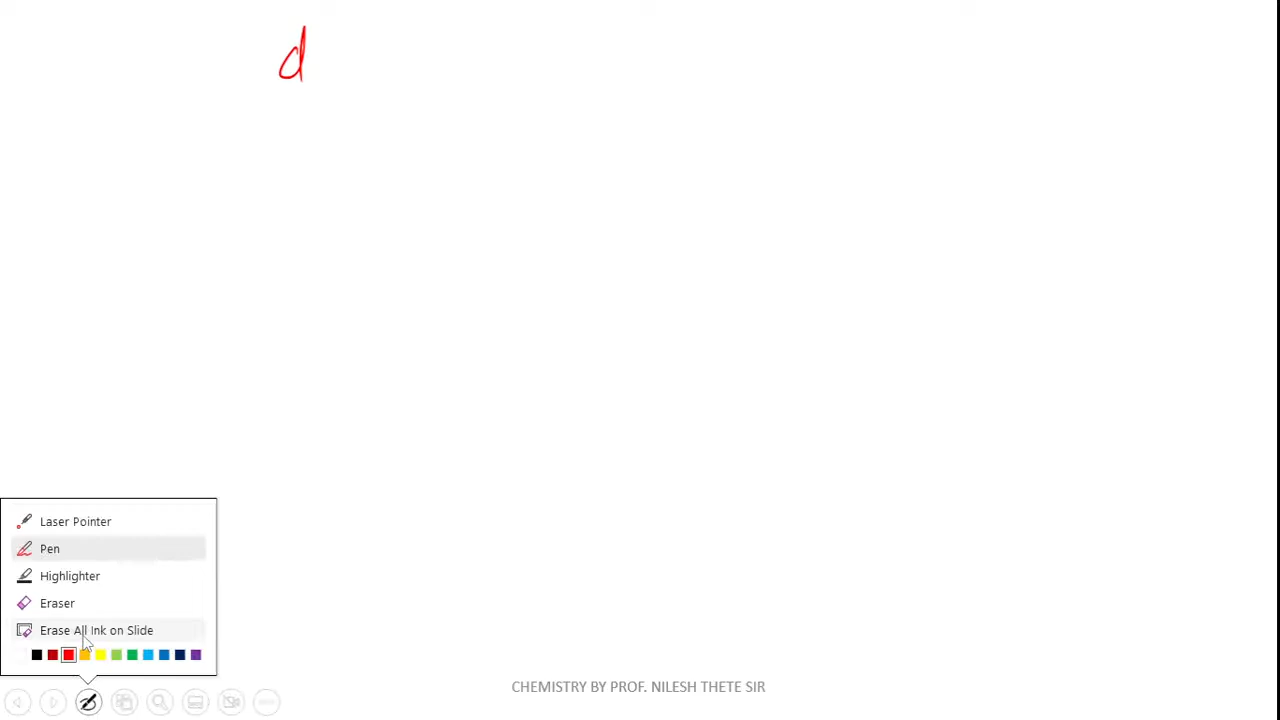 d
Laser Pointer
Pen
Highlighter
Eraser
Erase All Ink on Slide
CHEMISTRY BY PROF. NILESH THETE SIR